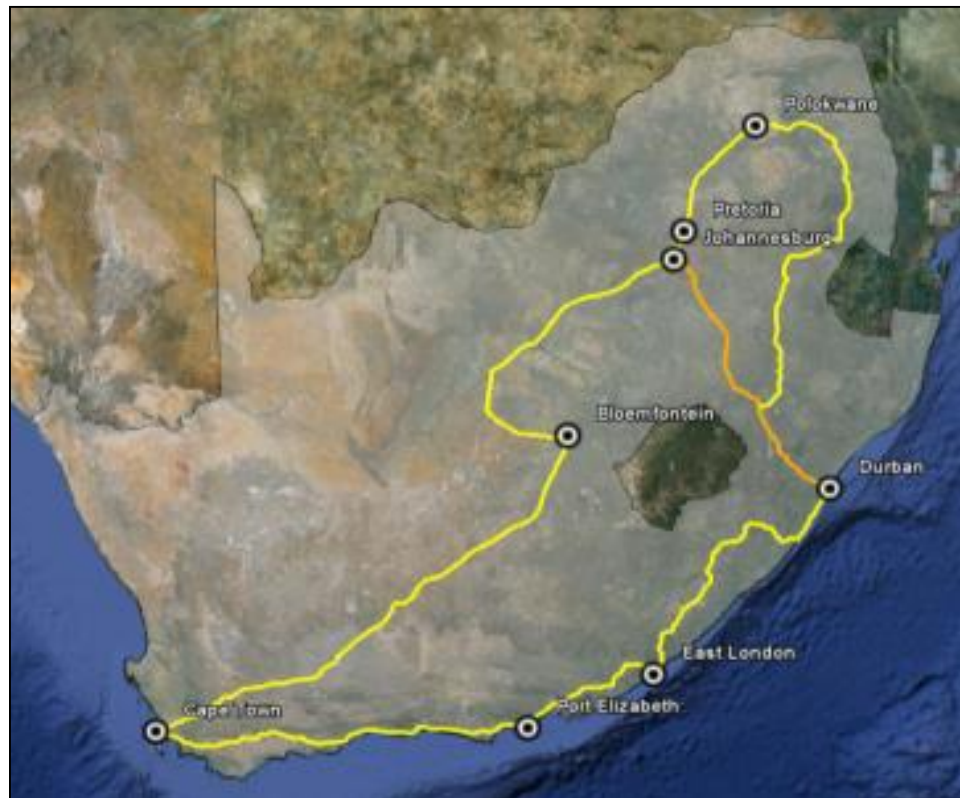 Polokwane
Pretoria
Johannesburg
Bloemfontein
Durban
East London
Port Elizabeth
Cape Town